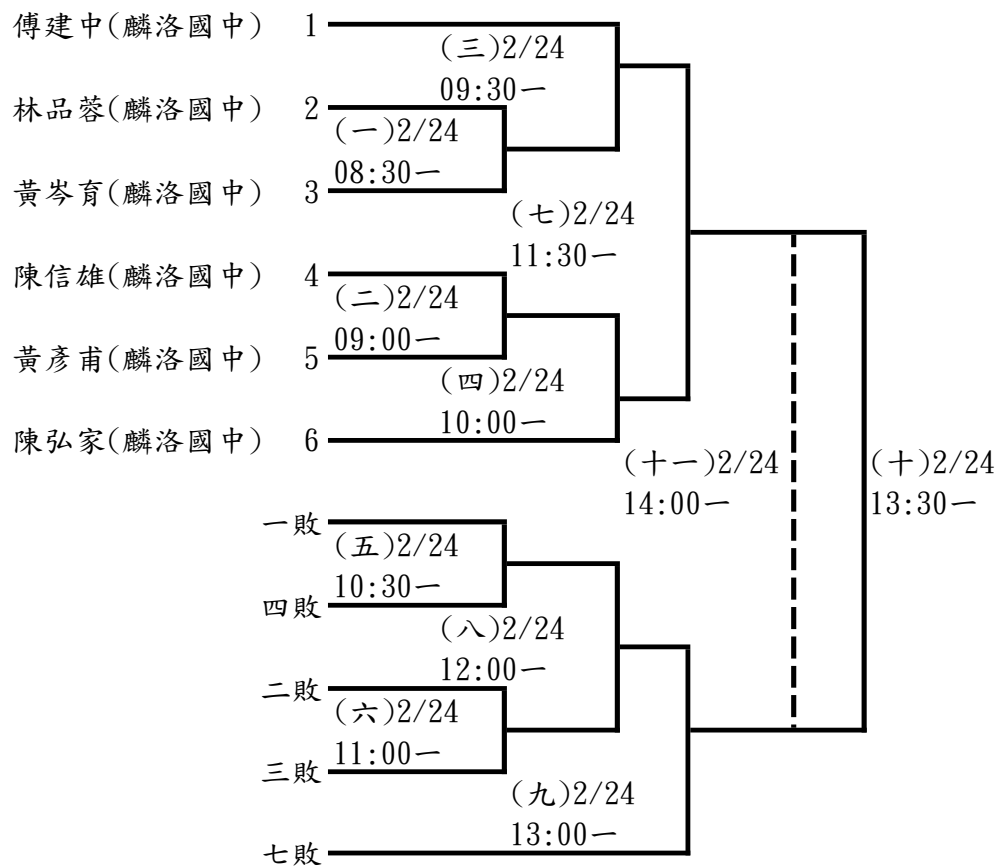 傅建中(麟洛國中) 1
(三)2/24
09:30一
林品蓉(麟洛國中) 2
(一)2/24
08:30一
黃岑育(麟洛國中) 3
(七)2/24
11:30一
陳信雄(麟洛國中) 4
(二)2/24
09:00一
黃彥甫(麟洛國中) 5
(四)2/24
10:00一
陳弘家(麟洛國中) 6
(十一)2/24
14:00一
(十)2/24
13:30一
一敗
(五)2/24
10:30一
四敗
(八)2/24
12:00一
二敗
(六)2/24
11:00一
三敗
(九)2/24
13:00一
七敗